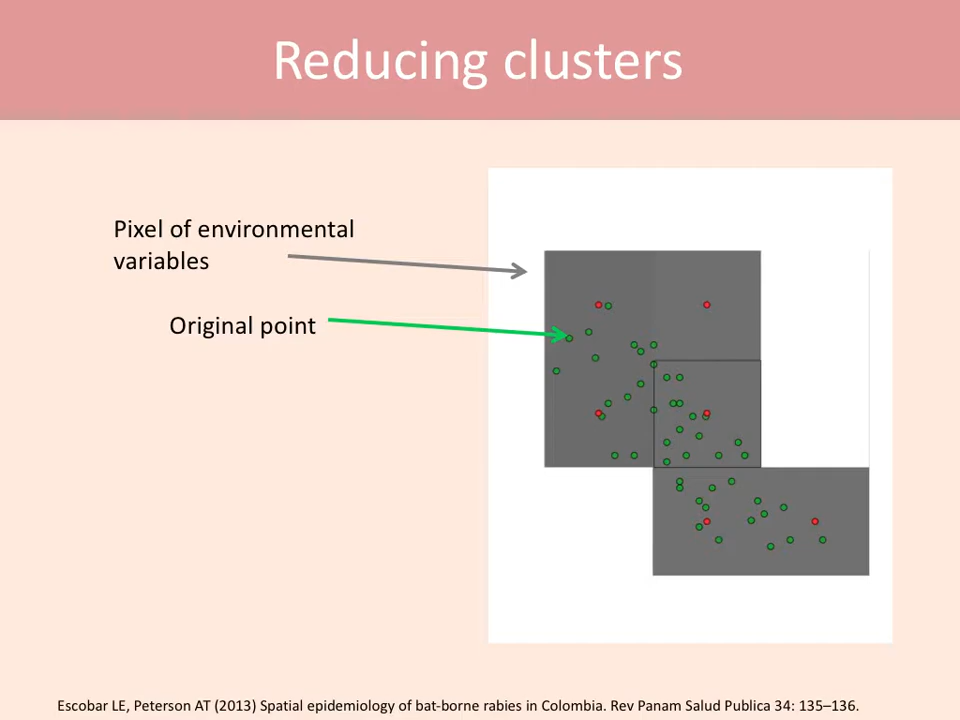 Reducing clusters
Pixel of environmental
variables
Original point
Escobar LE, Peterson AT (2013) Spatial epidemiology of bat-borne rabies in Colombia. Rev Panam Salud Publica 34: 135–136.